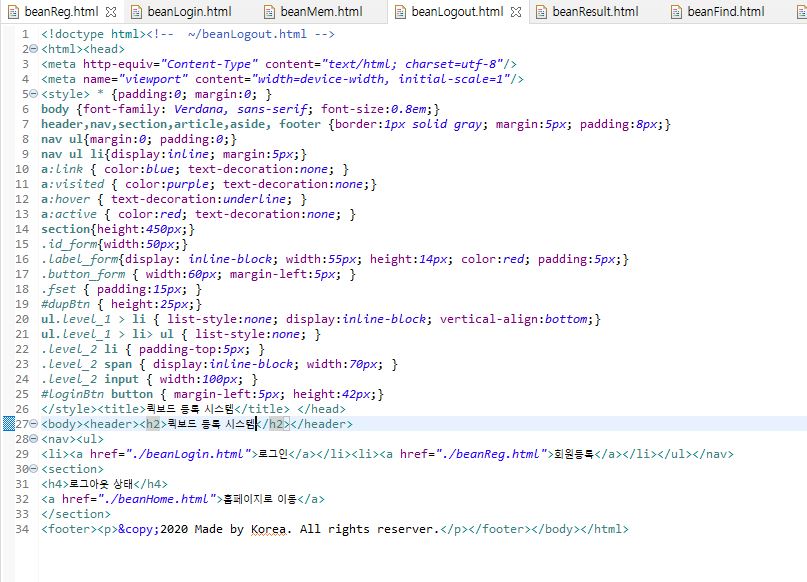 beanReg.html beanLogin.html beanMem.html beanLogout.html beanResult.html beanFind.html
1 <!doctype html><!--  ~/beanLogout.html -->
2 <html><head>
3 <meta http-equiv="Content-Type" content="text/html; charset=utf-8"/>
4 <meta name="viewport" content="width=device-width, initial-scale=1"/>
5 <style> * {padding:0; margin:0; }
6 body {font-family: Verdana, sans-serif; font-size:0.8em;}
7 header,nav,section,article,aside, footer {border:1px solid gray; margin:5px; padding:8px;}
8 nav ul{margin:0; padding:0;}
9 nav ul li{display:inline; margin:5px;}
10 a:link { color:blue; text-decoration:none; }
11 a:visited { color:purple; text-decoration:none;}
12 a:hover { text-decoration:underline; }
13 a:active { color:red; text-decoration:none; }
14 section{height:450px;}
15 .id_form{width:50px;}
16 .label_form{display: inline-block; width:55px; height:14px; color:red; padding:5px;}
17 .button_form { width:60px; margin-left:5px; }
18 .fset { padding:15px; }
19 #dupBtn { height:25px;}
20 ul.level_1 > li { list-style:none; display:inline-block; vertical-align:bottom;}
21 ul.level_1 > li> ul { list-style:none; }
22 .level_2 li { padding-top:5px; }
23 .level_2 span { display:inline-block; width:70px; }
24 .level_2 input { width:100px; }
25 #loginBtn button { margin-left:5px; height:42px;}
26 </style><title>퀵보드 등록 시스템</title> </head>
27 <body><header><h2>퀵보드 등록 시스템</h2></header>
28 <nav><ul>
29 <li><a href="./beanLogin.html">로그인</a></li><li><a href="./beanReg.html">회원등록</a></li></ul></nav>
30 <section>
31 <h4>로그아웃 상태</h4>
32 <a href="./beanHome.html">홈페이지로 이동</a>
33 </section>
34 <footer><p>&copy;2020 Made by Korea. All rights reserver.</p></footer></body></html>